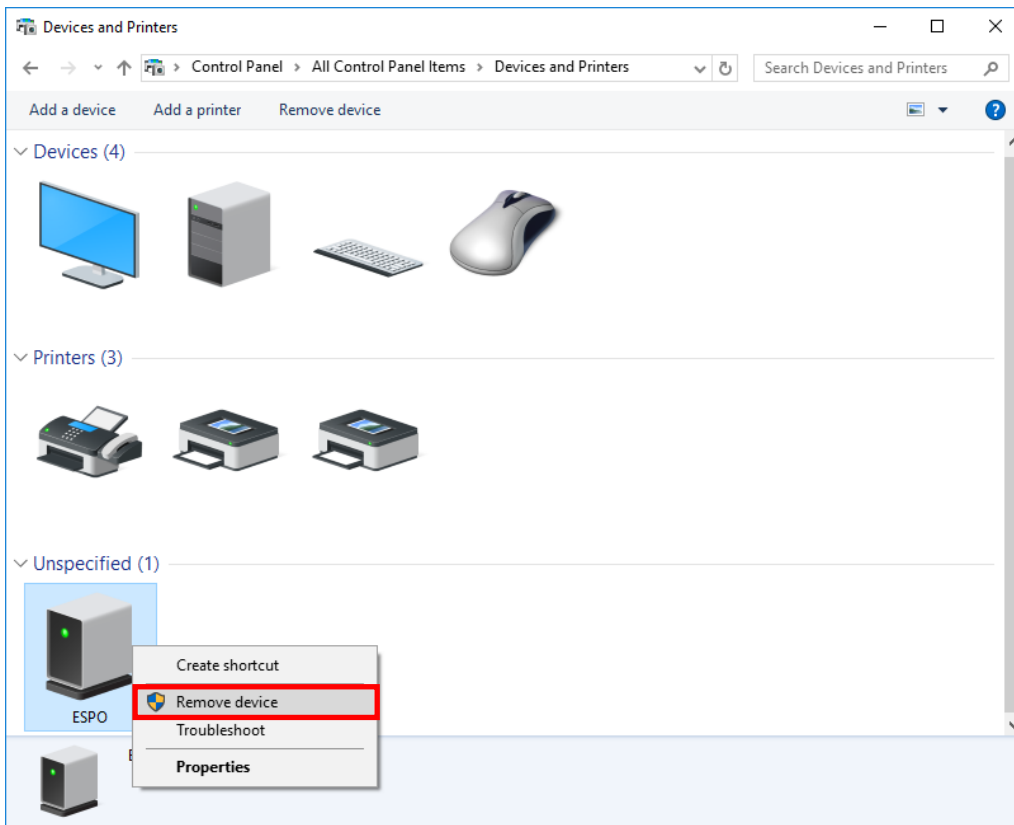 Devices and Printers
Control Panel > All Control Panel Items > Devices and Printers
Search Devices and Printers
Add a device Add a printer Remove device
?
Devices (4)
Printers (3)
Unspecified (1)
ESPO
Create shortcut
Remove device
Troubleshoot
Properties